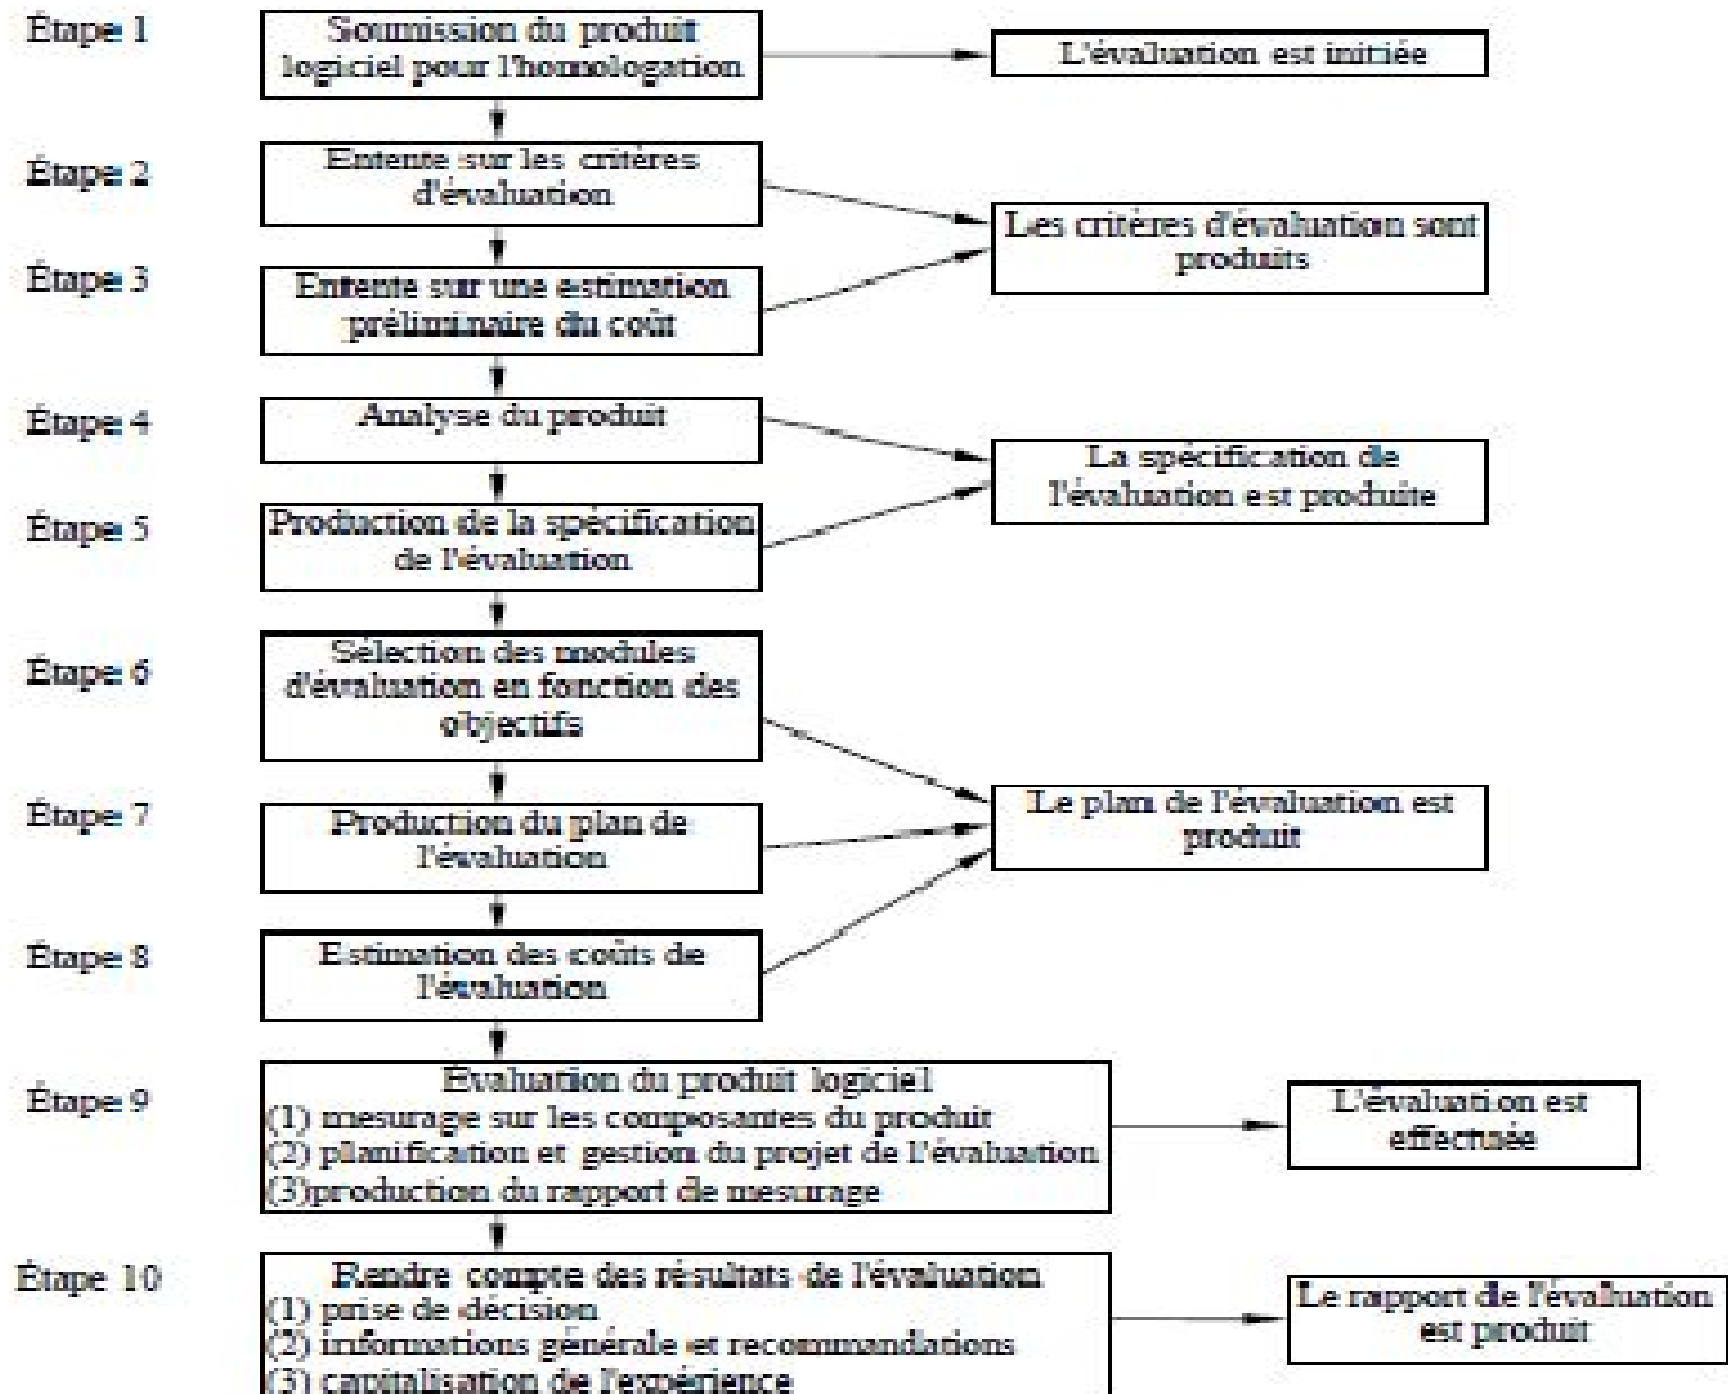 Étape 1
Soumission du produit
logiciel pour l'homologation
L'évaluation est initiée
Étape 2
Entente sur les critères
d'évaluation
Les critères d'évaluation sont
produits
Étape 3
Entente sur une estimation
préliminaire du coût
Étape 4
Analyse du produit
La spécification de
l'évaluation est produite
Étape 5
Production de la spécification
de l'évaluation
Étape 6
Sélection des modules
d'évaluation en fonction des
objectifs
Étape 7
Production du plan de
l'évaluation
Le plan de l'évaluation est
produit
Étape 8
Estimation des coûts de
l'évaluation
Étape 9
Évaluation du produit logiciel
(1) mesurage sur les composantes du produit
(2) planification et gestion du projet de l'évaluation
(3)production du rapport de mesurage
L'évaluation est
effectuée
Étape 10
Rendre compte des résultats de l'évaluation
(1) prise de décision
(2) informations générale et recommandations
(3) capitalisation de l'expérience
Le rapport de l'évaluation
est produit